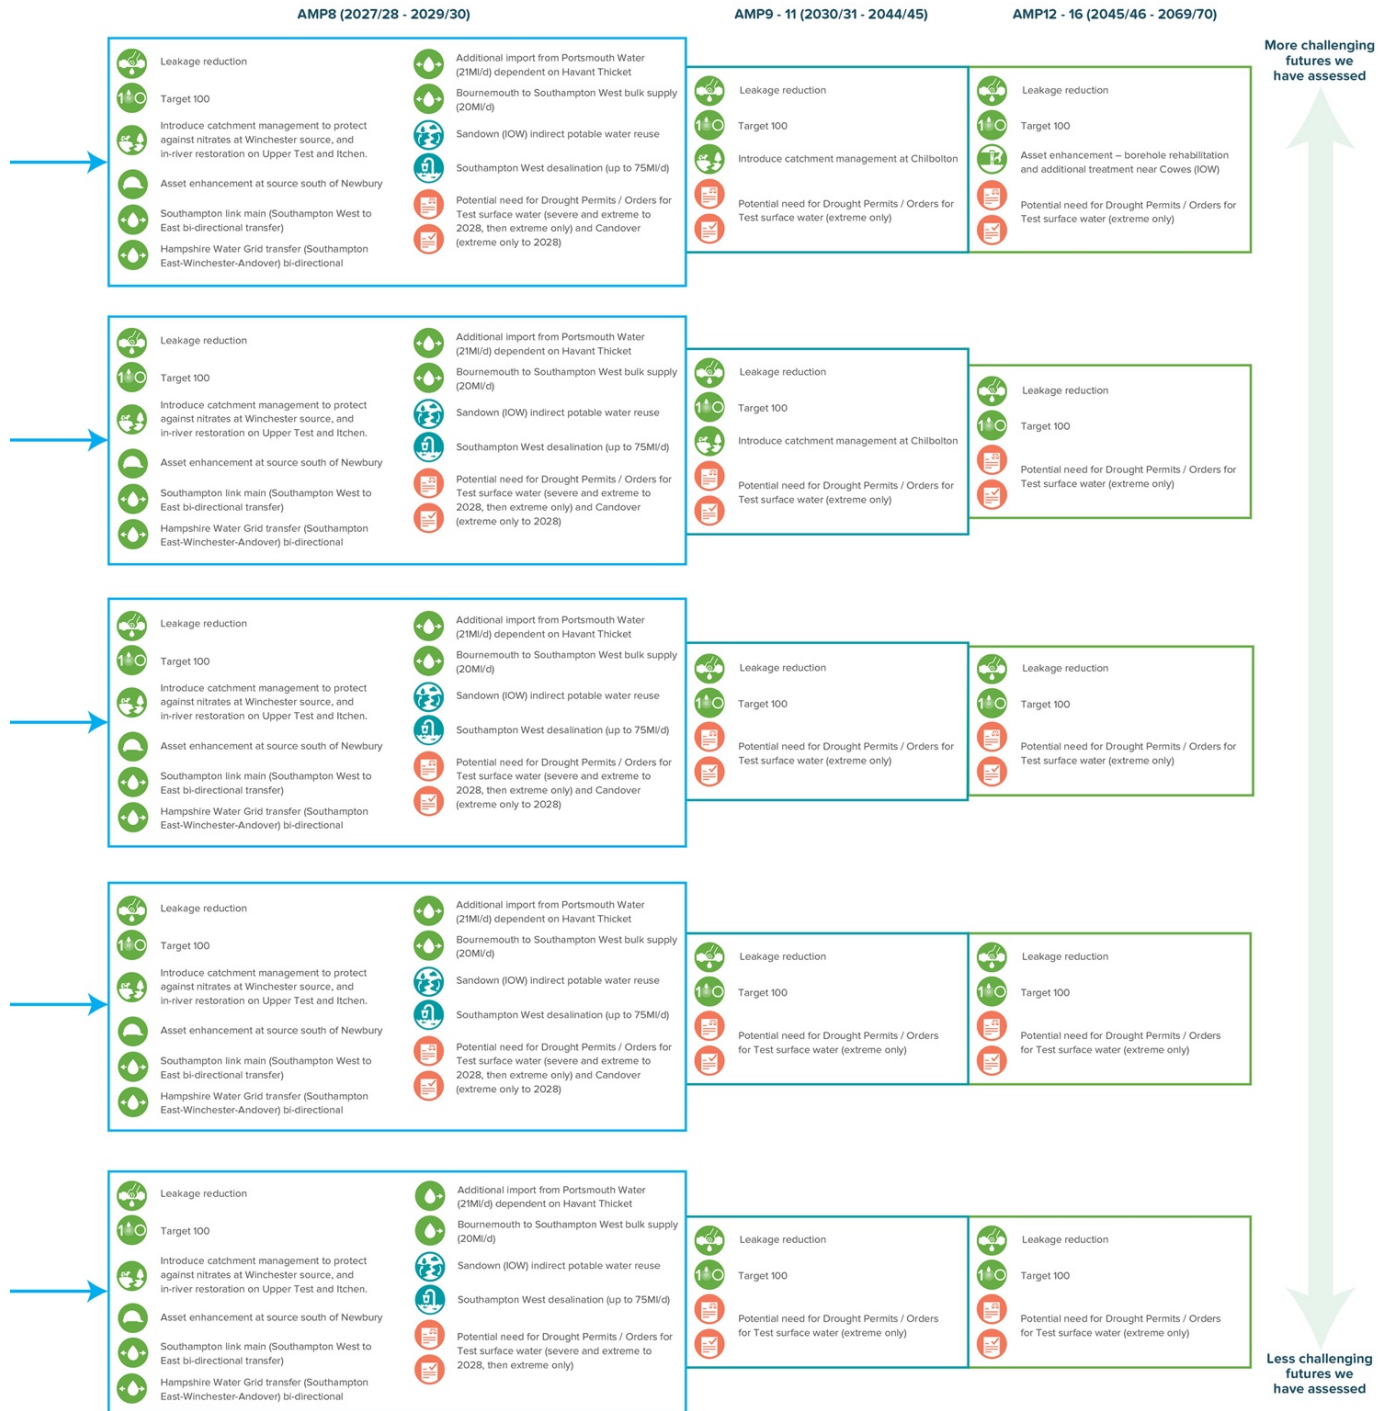 AMP8 (2027/28 - 2029/30)
AMP9 - 11 (2030/31 - 2044/45)
AMP12 - 16 (2045/46 - 2069/70)
More challenging
futures we
have assessed
Leakage reduction
Target 100
Introduce catchment management to protect
against nitrates at Winchester source, and
in-river restoration on Upper Test and Itchen.
Asset enhancement at source south of Newbury
Southampton link main (Southampton West to
East bi-directional transfer)
Hampshire Water Grid transfer (Southampton
East-Winchester-Andover) bi-directional
Additional import from Portsmouth Water
(21Ml/d) dependent on Havant Thicket
Bournemouth to Southampton West bulk supply
(20Ml/d)
Sandown (IOW) indirect potable water reuse
Southampton West desalination (up to 75Ml/d)
Potential need for Drought Permits / Orders for
Test surface water (severe and extreme to
2028, then extreme only) and Candover
(extreme only to 2028)
Leakage reduction
Target 100
Introduce catchment management at Chilbolton
Potential need for Drought Permits / Orders for
Test surface water (extreme only)
Leakage reduction
Target 100
Asset enhancement – borehole rehabilitation
and additional treatment near Cowes (IOW)
Potential need for Drought Permits / Orders for
Test surface water (extreme only)
Leakage reduction
Target 100
Introduce catchment management to protect
against nitrates at Winchester source, and
in-river restoration on Upper Test and Itchen.
Asset enhancement at source south of Newbury
Southampton link main (Southampton West to
East bi-directional transfer)
Hampshire Water Grid transfer (Southampton
East-Winchester-Andover) bi-directional
Additional import from Portsmouth Water
(21Ml/d) dependent on Havant Thicket
Bournemouth to Southampton West bulk supply
(20Ml/d)
Sandown (IOW) indirect potable water reuse
Southampton West desalination (up to 75Ml/d)
Potential need for Drought Permits / Orders for
Test surface water (severe and extreme to
2028, then extreme only) and Candover
(extreme only to 2028)
Leakage reduction
Target 100
Introduce catchment management at Chilbolton
Potential need for Drought Permits / Orders for
Test surface water (extreme only)
Leakage reduction
Target 100
Potential need for Drought Permits / Orders for
Test surface water (extreme only)
Leakage reduction
Target 100
Introduce catchment management to protect
against nitrates at Winchester source, and
in-river restoration on Upper Test and Itchen.
Asset enhancement at source south of Newbury
Southampton link main (Southampton West to
East bi-directional transfer)
Hampshire Water Grid transfer (Southampton
East-Winchester-Andover) bi-directional
Additional import from Portsmouth Water
(21Ml/d) dependent on Havant Thicket
Bournemouth to Southampton West bulk supply
(20Ml/d)
Sandown (IOW) indirect potable water reuse
Southampton West desalination (up to 75Ml/d)
Potential need for Drought Permits / Orders for
Test surface water (severe and extreme to
2028, then extreme only) and Candover
(extreme only to 2028)
Leakage reduction
Target 100
Potential need for Drought Permits / Orders for
Test surface water (extreme only)
Leakage reduction
Target 100
Potential need for Drought Permits / Orders for
Test surface water (extreme only)
Leakage reduction
Target 100
Introduce catchment management to protect
against nitrates at Winchester source, and
in-river restoration on Upper Test and Itchen.
Asset enhancement at source south of Newbury
Southampton link main (Southampton West to
East bi-directional transfer)
Hampshire Water Grid transfer (Southampton
East-Winchester-Andover) bi-directional
Additional import from Portsmouth Water
(21Ml/d) dependent on Havant Thicket
Bournemouth to Southampton West bulk supply
(20Ml/d)
Sandown (IOW) indirect potable water reuse
Southampton West desalination (up to 75Ml/d)
Potential need for Drought Permits / Orders for
Test surface water (severe and extreme to
2028, then extreme only) and Candover
(extreme only to 2028)
Leakage reduction
Target 100
Potential need for Drought Permits / Orders
for Test surface water (extreme only)
Leakage reduction
Target 100
Potential need for Drought Permits / Orders
for Test surface water (extreme only)
Leakage reduction
Target 100
Introduce catchment management to protect
against nitrates at Winchester source, and
in-river restoration on Upper Test and Itchen.
Asset enhancement at source south of Newbury
Southampton link main (Southampton West to
East bi-directional transfer)
Hampshire Water Grid transfer (Southampton
East-Winchester-Andover) bi-directional
Additional import from Portsmouth Water
(21Ml/d) dependent on Havant Thicket
Bournemouth to Southampton West bulk supply
(20Ml/d)
Sandown (IOW) indirect potable water reuse
Southampton West desalination (up to 75Ml/d)
Potential need for Drought Permits / Orders for
Test surface water (severe and extreme to
2028, then extreme only)
Leakage reduction
Target 100
Potential need for Drought Permits / Orders
for Test surface water (extreme only)
Leakage reduction
Target 100
Potential need for Drought Permits / Orders
for Test surface water (extreme only)
Less challenging
futures we
have assessed